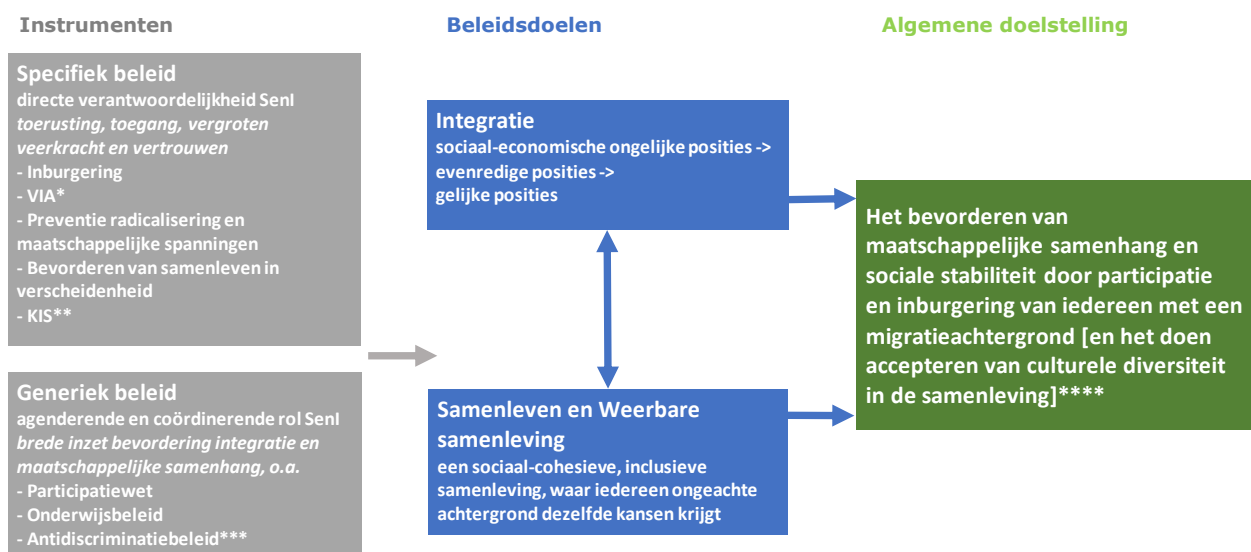 Instrumenten
Specifiek beleid
directe verantwoordelijkheid SenI
toerusting, toegang, vergroten
veerkracht en vertrouwen
- Inburgering
- VIA*
- Preventie radicalisering en
maatschappelijke spanningen
- Bevorderen van samenleven in
verscheidenheid
- KIS**
Generiek beleid
agenderende en coördinerende rol SenI
brede inzet bevordering integratie en
maatschappelijke samenhang, o.a.
- Participatiewet
- Onderwijsbeleid
- Antidiscriminatiebeleid***
Beleidsdoelen
Integratie
sociaal-economische ongelijke posities ->
evenredige posities ->
gelijke posities
Samenleven en Weerbare
samenleving
een sociaal-cohesieve, inclusieve
samenleving, waar iedereen ongeachte
achtergrond dezelfde kansen krijgt
Algemene doelstelling
Het bevorderen van
maatschappelijke samenhang en
sociale stabiliteit door participatie
en inburgering van iedereen met een
migratieachtergrond [en het doen
accepteren van culturele diversiteit
in de samenleving]****